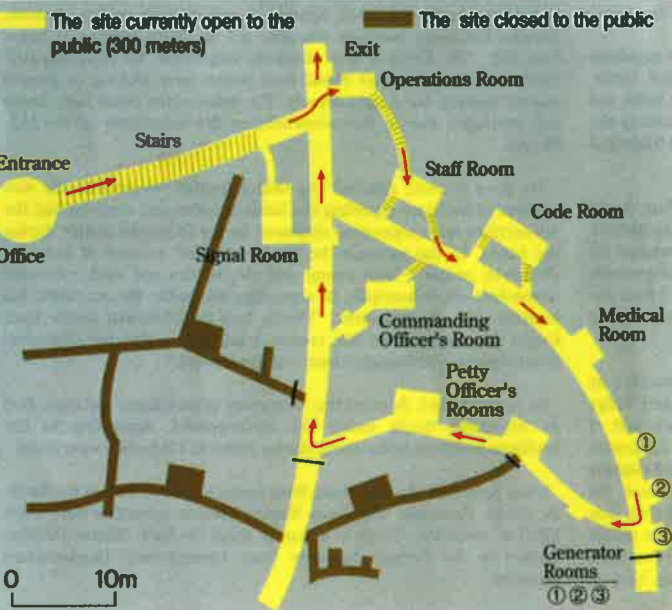 The site currently open to the
public (300 meters)
The site closed to the public
Exit
Operations Room
Stairs
Entrance
Staff Room
Code Room
Office
Signal Room
Commanding
Officer's Room
Medical
Room
Petty
Officer's
Rooms
①
②
③
Generator
Rooms
①②③
0 10m